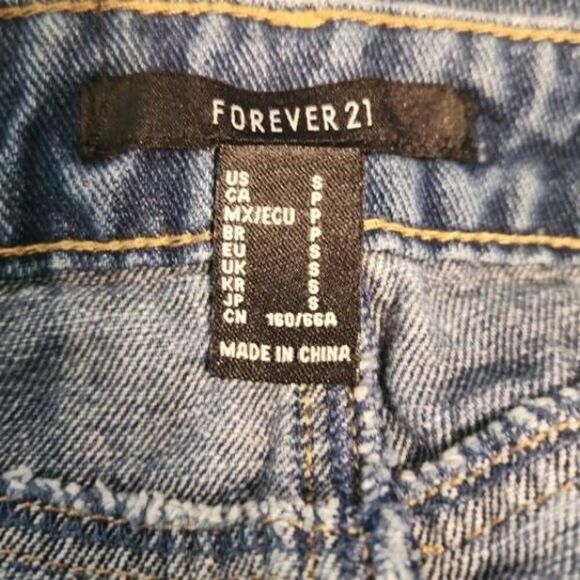 FOREVER 21
US S
CA P
MX/ECU P
BR P
EU S
UK S
KR S
JP S
CN 160/66A
MADE IN CHINA